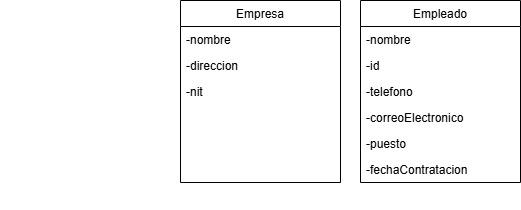 Empresa
-nombre
-direccion
-nit
Empleado
-nombre
-id
-telefono
-correoElectronico
-puesto
-fechaContratacion